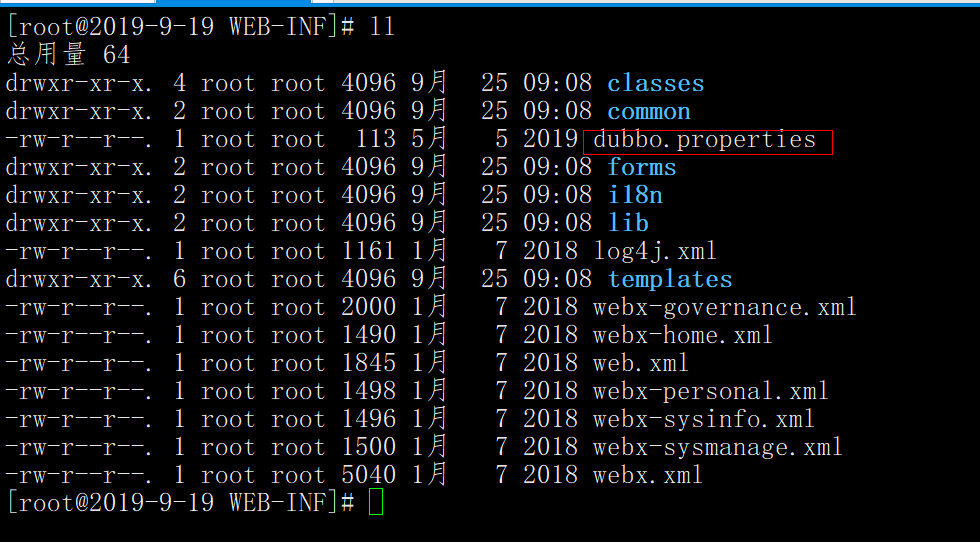 [root@2019-9-19 WEB-INF]# ll
总用量 64
drwxr-xr-x. 4 root root 4096 9月 25 09:08 classes
drwxr-xr-x. 2 root root 4096 9月 25 09:08 common
-rw-r--r--. 1 root root 113 5月 5 2019 dubbo.properties
drwxr-xr-x. 2 root root 4096 9月 25 09:08 forms
drwxr-xr-x. 2 root root 4096 9月 25 09:08 i18n
drwxr-xr-x. 2 root root 4096 9月 25 09:08 lib
-rw-r--r--. 1 root root 1161 1月 7 2018 log4j.xml
drwxr-xr-x. 6 root root 4096 9月 25 09:08 templates
-rw-r--r--. 1 root root 2000 1月 7 2018 webx-governance.xml
-rw-r--r--. 1 root root 1490 1月 7 2018 webx-home.xml
-rw-r--r--. 1 root root 1845 1月 7 2018 web.xml
-rw-r--r--. 1 root root 1498 1月 7 2018 webx-personal.xml
-rw-r--r--. 1 root root 1496 1月 7 2018 webx-sysinfo.xml
-rw-r--r--. 1 root root 1500 1月 7 2018 webx-sysmanage.xml
-rw-r--r--. 1 root root 5040 1月 7 2018 webx.xml
[root@2019-9-19 WEB-INF]#